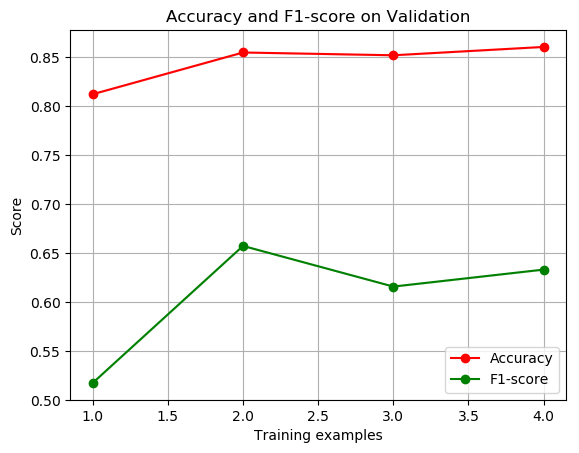 Accuracy and F1-score on Validation
0.85
0.80
0.75
0.70
0.65
0.60
0.55
0.50
Score
1.0 1.5 2.0 2.5 3.0 3.5 4.0
Training examples
Accuracy
F1-score